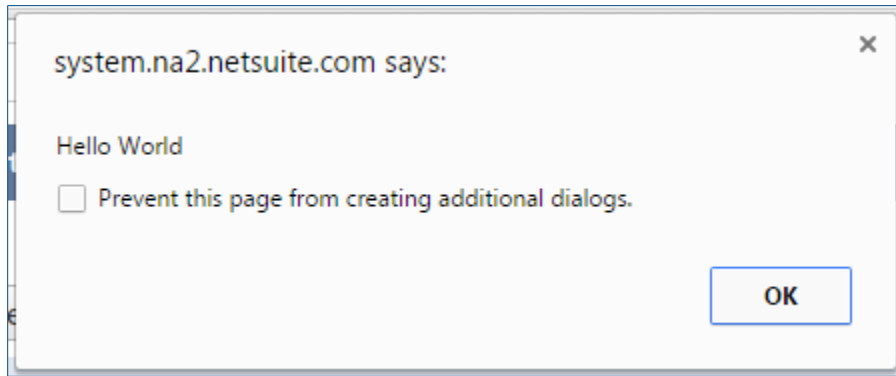 system.na2.netsuite.com says:
Hello World
Prevent this page from creating additional dialogs.
OK